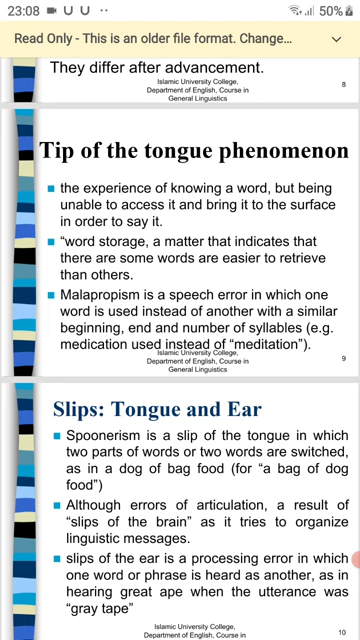 23:08
50%
Read Only - This is an older file format. Change...
They differ after advancement.
Islamic University College,
Department of English, Course in
General Linguistics
8
Tip of the tongue phenomenon
the experience of knowing a word, but being
unable to access it and bring it to the surface
in order to say it.
"word storage, a matter that indicates that
there are some words are easier to retrieve
than others.
Malapropism is a speech error in which one
word is used instead of another with a similar
beginning, end and number of syllables (e.g.
medication used instead of "meditation").
Islamic University College,
Department of English, Course in
General Linguistics
9
Slips: Tongue and Ear
Spoonerism is a slip of the tongue in which
two parts of words or two words are switched,
as in a dog of bag food (for "a bag of dog
food")
Although errors of articulation, a result of
"slips of the brain" as it tries to organize
linguistic messages.
slips of the ear is a processing error in which
one word or phrase is heard as another, as in
hearing great ape when the utterance was
"gray tape"
Islamic University College,
Department of English, Course in
10